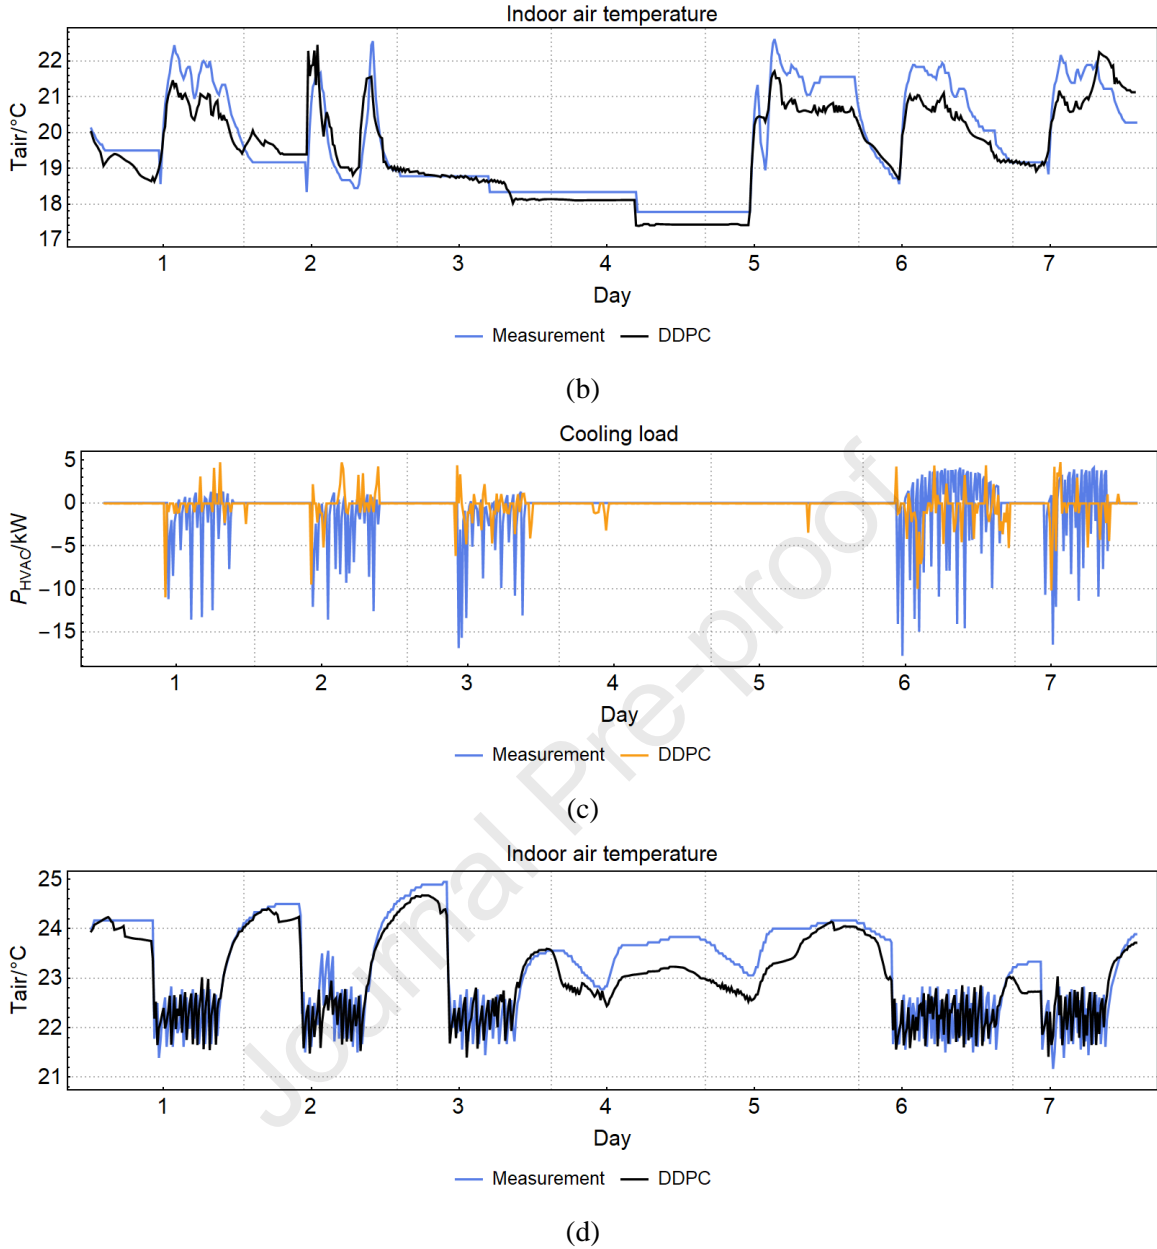 Indoor air temperature
Tair/°C
22
21
20
19
18
17
1 2 3 4 5 6 7
Day
Measurement DDPC
(b)
Cooling load
P_HVAC/kW
5
0
−5
−10
−15
1 2 3 4 5 6 7
Day
Measurement DDPC
(c)
Indoor air temperature
Tair/°C
25
24
23
22
21
1 2 3 4 5 6 7
Day
Measurement DDPC
(d)
Journal Pre-proof